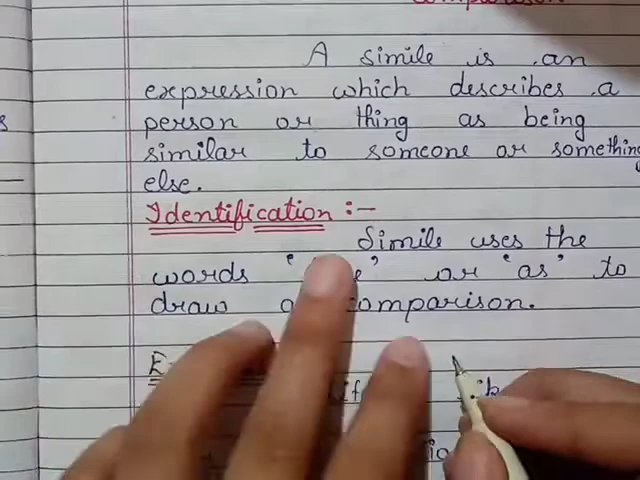 comparison
A simile is an
expression which describes a
person or thing as being
similar to someone or something
else.
Identification :-
Simile uses the
words ' ' or 'as' to
draw comparison.